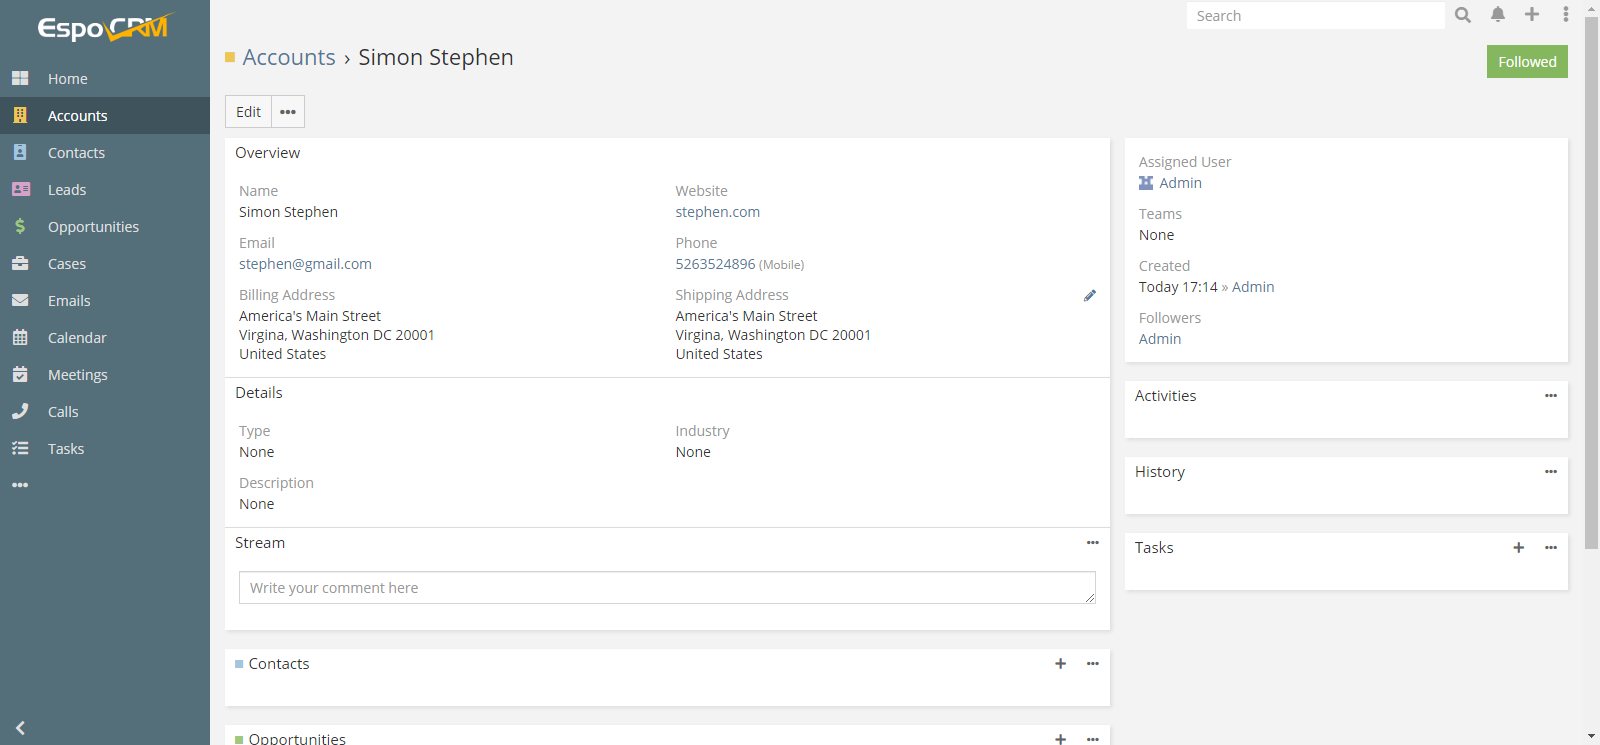 EspoCRM
Home
Accounts
Contacts
Leads
Opportunities
Cases
Emails
Calendar
Meetings
Calls
Tasks
Search
Accounts › Simon Stephen
Followed
Edit
Overview
Name
Simon Stephen
Website
stephen.com
Email
stephen@gmail.com
Phone
5263524896 (Mobile)
Billing Address
America's Main Street
Virgina, Washington DC 20001
United States
Shipping Address
America's Main Street
Virgina, Washington DC 20001
United States
Details
Type
None
Industry
None
Description
None
Stream
Write your comment here
Contacts
Opportunities
Assigned User
Admin
Teams
None
Created
Today 17:14 » Admin
Followers
Admin
Activities
History
Tasks